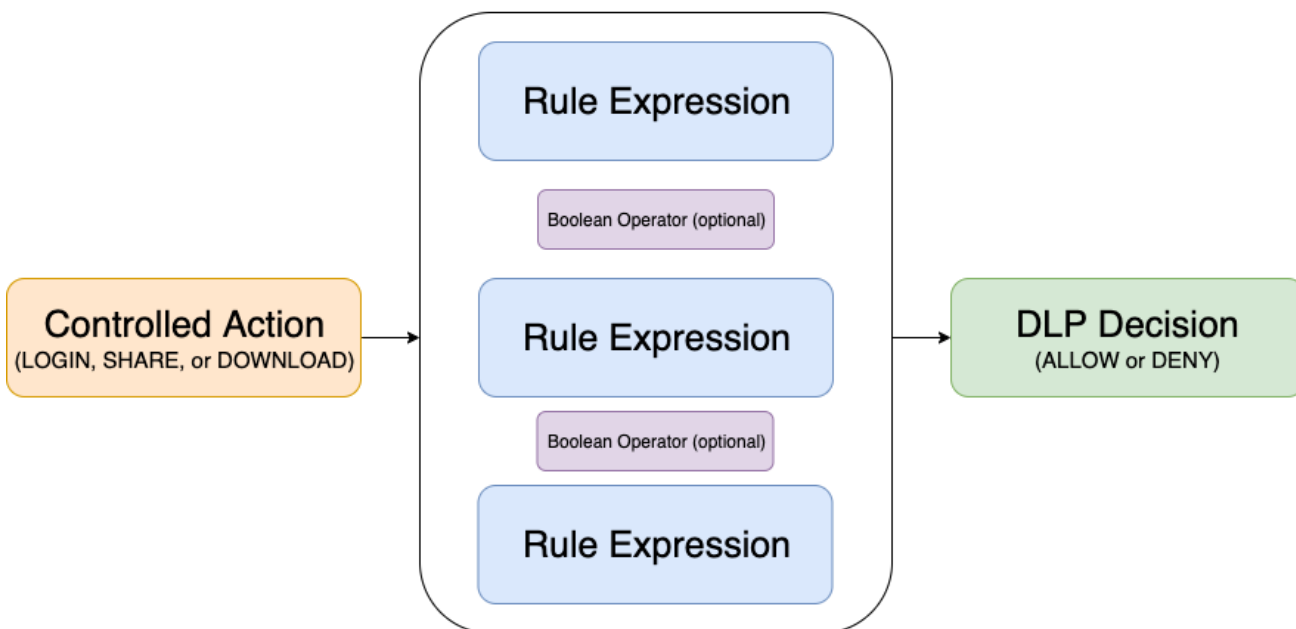 Rule Expression
Boolean Operator (optional)
Controlled Action
(LOGIN, SHARE, or DOWNLOAD)
Rule Expression
DLP Decision
(ALLOW or DENY)
Boolean Operator (optional)
Rule Expression